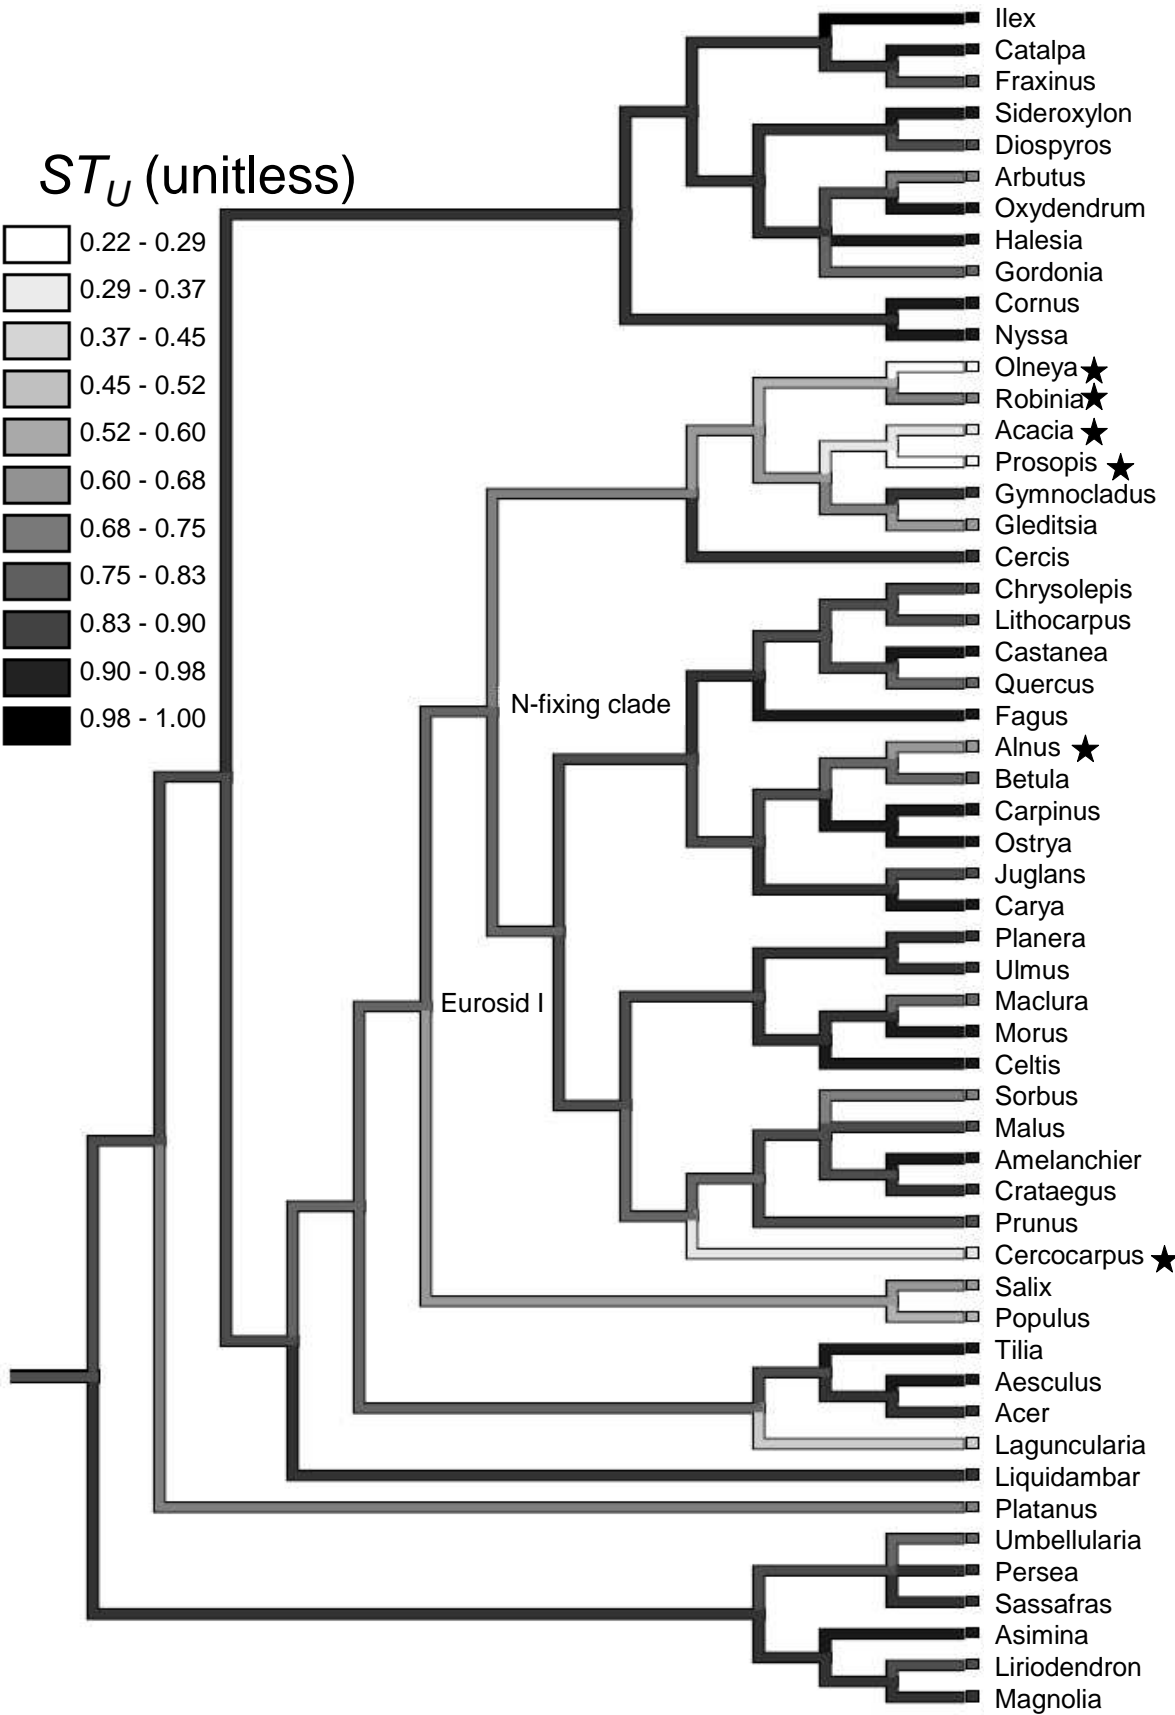 Ilex
Catalpa
Fraxinus
Sideroxylon
Diospyros
Arbutus
Oxydendrum
Halesia
Gordonia
Cornus
Nyssa
Olneya
Robinia
Acacia
Prosopis
Gymnocladus
Gleditsia
Cercis
Chrysolepis
Lithocarpus
Castanea
Quercus
Fagus
Alnus
Betula
Carpinus
Ostrya
Juglans
Carya
Planera
Ulmus
Maclura
Morus
Celtis
Sorbus
Malus
Amelanchier
Crataegus
Prunus
Cercocarpus
Salix
Populus
Tilia
Aesculus
Acer
Laguncularia
Liquidambar
Platanus
Umbellularia
Persea
Sassafras
Asimina
Liriodendron
Magnolia
ST_U (unitless)
0.22 - 0.29
0.29 - 0.37
0.37 - 0.45
0.45 - 0.52
0.52 - 0.60
0.60 - 0.68
0.68 - 0.75
0.75 - 0.83
0.83 - 0.90
0.90 - 0.98
0.98 - 1.00
N-fixing clade
Eurosid I